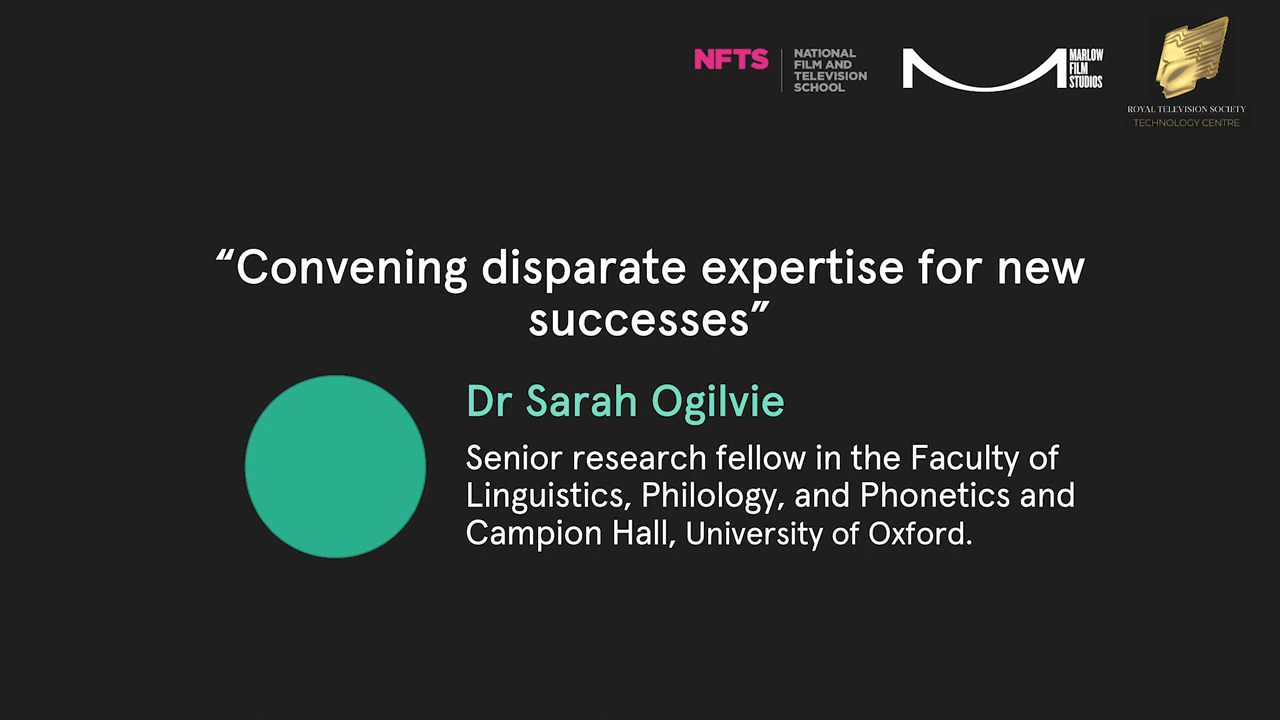 NFTS
NATIONAL
FILM AND
TELEVISION
SCHOOL
MARLOW
FILM
STUDIOS
ROYAL TELEVISION SOCIETY
TECHNOLOGY CENTRE
“Convening disparate expertise for new
successes”
Dr Sarah Ogilvie
Senior research fellow in the Faculty of
Linguistics, Philology, and Phonetics and
Campion Hall, University of Oxford.